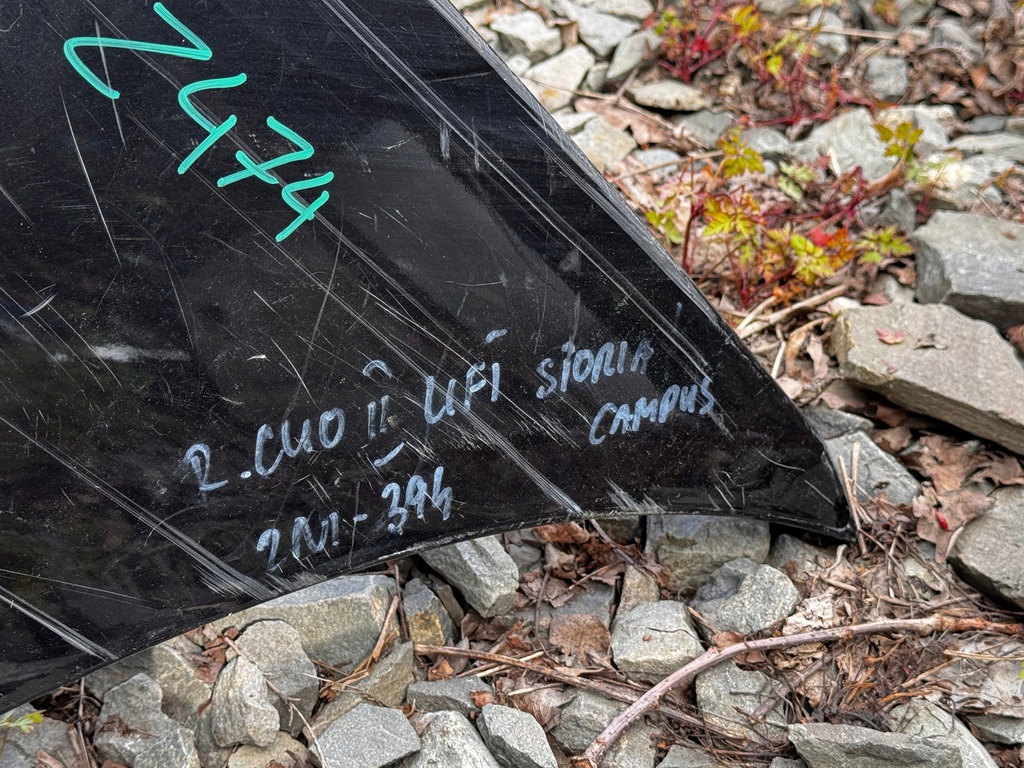 2474
R. CUO II UFI STORIA
CAMPUS
2NI-394